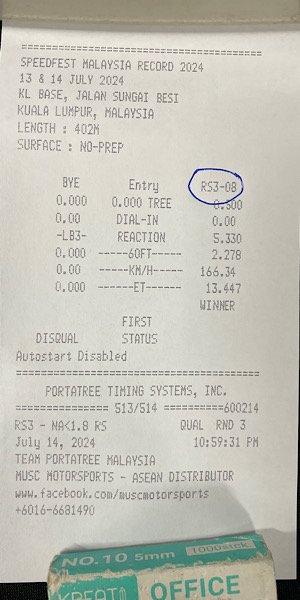 SPEEDFEST MALAYSIA RECORD 2024
13 & 14 JULY 2024
KL BASE, JALAN SUNGAI BESI
KUALA LUMPUR, MALAYSIA
LENGTH : 402M
SURFACE : NO-PREP
BYE Entry RS3-08
0.000 0.000 TREE 0.500
0.00 DIAL-IN 0.00
-LB3- REACTION 5.330
0.000 ------60FT----- 2.278
0.00 -----KM/H----- 166.34
0.000 ------ET------ 13.447
WINNER
FIRST
DISQUAL STATUS
Autostart Disabled
PORTATREE TIMING SYSTEMS, INC.
=============== 513/514 ==========600214
RS3 - NA<1.8 RS QUAL RND 3
July 14, 2024 10:59:31 PM
TEAM PORTATREE MALAYSIA
MUSC MOTORSPORTS - ASEAN DISTRIBUTOR
www.facebook.com/muscmotorsports
+6016-6681490
NO.10 5mm 1000pcs
OFFICE